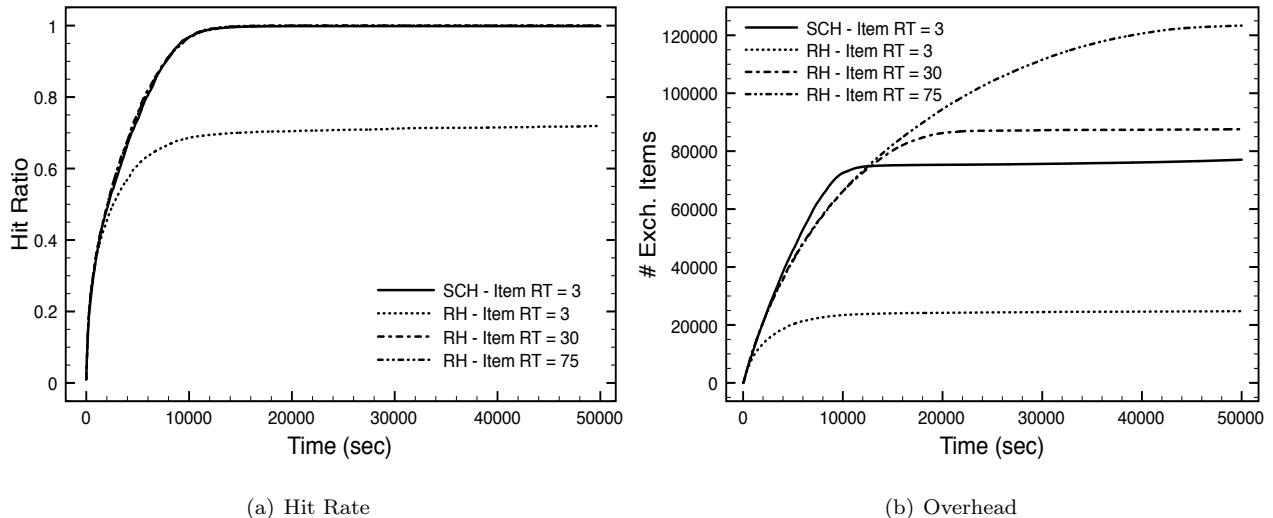 1
0.8
0.6
0.4
0.2
0
Hit Ratio
SCH - Item RT = 3
RH - Item RT = 3
RH - Item RT = 30
RH - Item RT = 75
0 10000 20000 30000 40000 50000
Time (sec)
(a) Hit Rate
120000
100000
80000
60000
40000
20000
0
# Exch. Items
SCH - Item RT = 3
RH - Item RT = 3
RH - Item RT = 30
RH - Item RT = 75
0 10000 20000 30000 40000 50000
Time (sec)
(b) Overhead